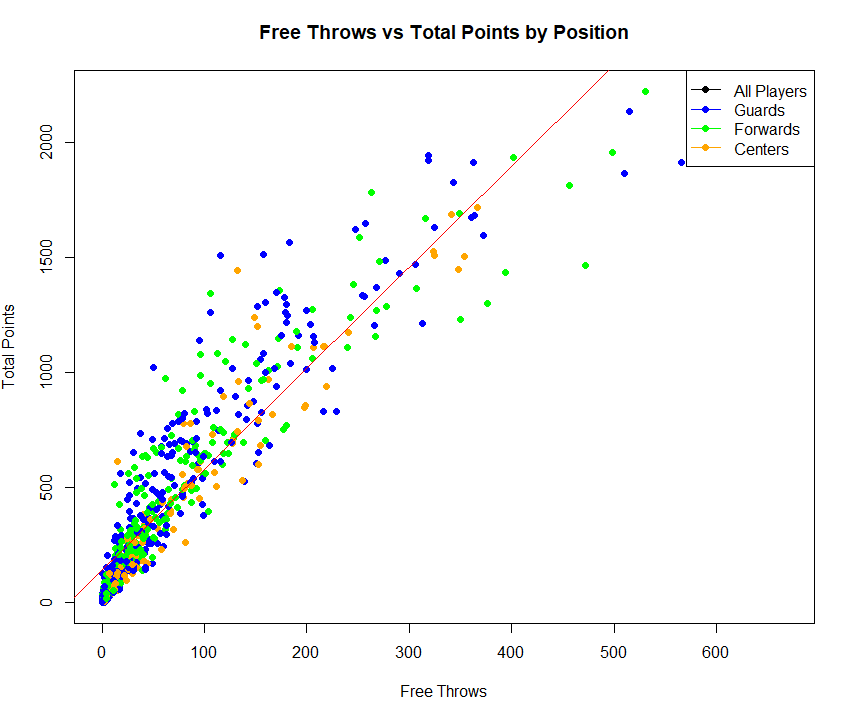 Free Throws vs Total Points by Position
All Players
Guards
Forwards
Centers
Total Points
0
500
1000
1500
2000
0 100 200 300 400 500 600
Free Throws